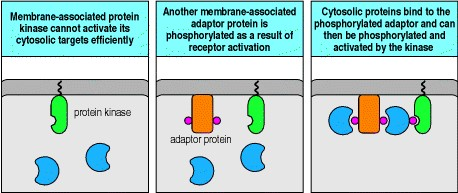 Membrane-associated protein
kinase cannot activate its
cytosolic targets efficiently
Another membrane-associated
adaptor protein is
phosphorylated as a result of
receptor activation
Cytosolic proteins bind to the
phosphorylated adaptor and can
then be phosphorylated and
activated by the kinase
protein kinase
adaptor protein